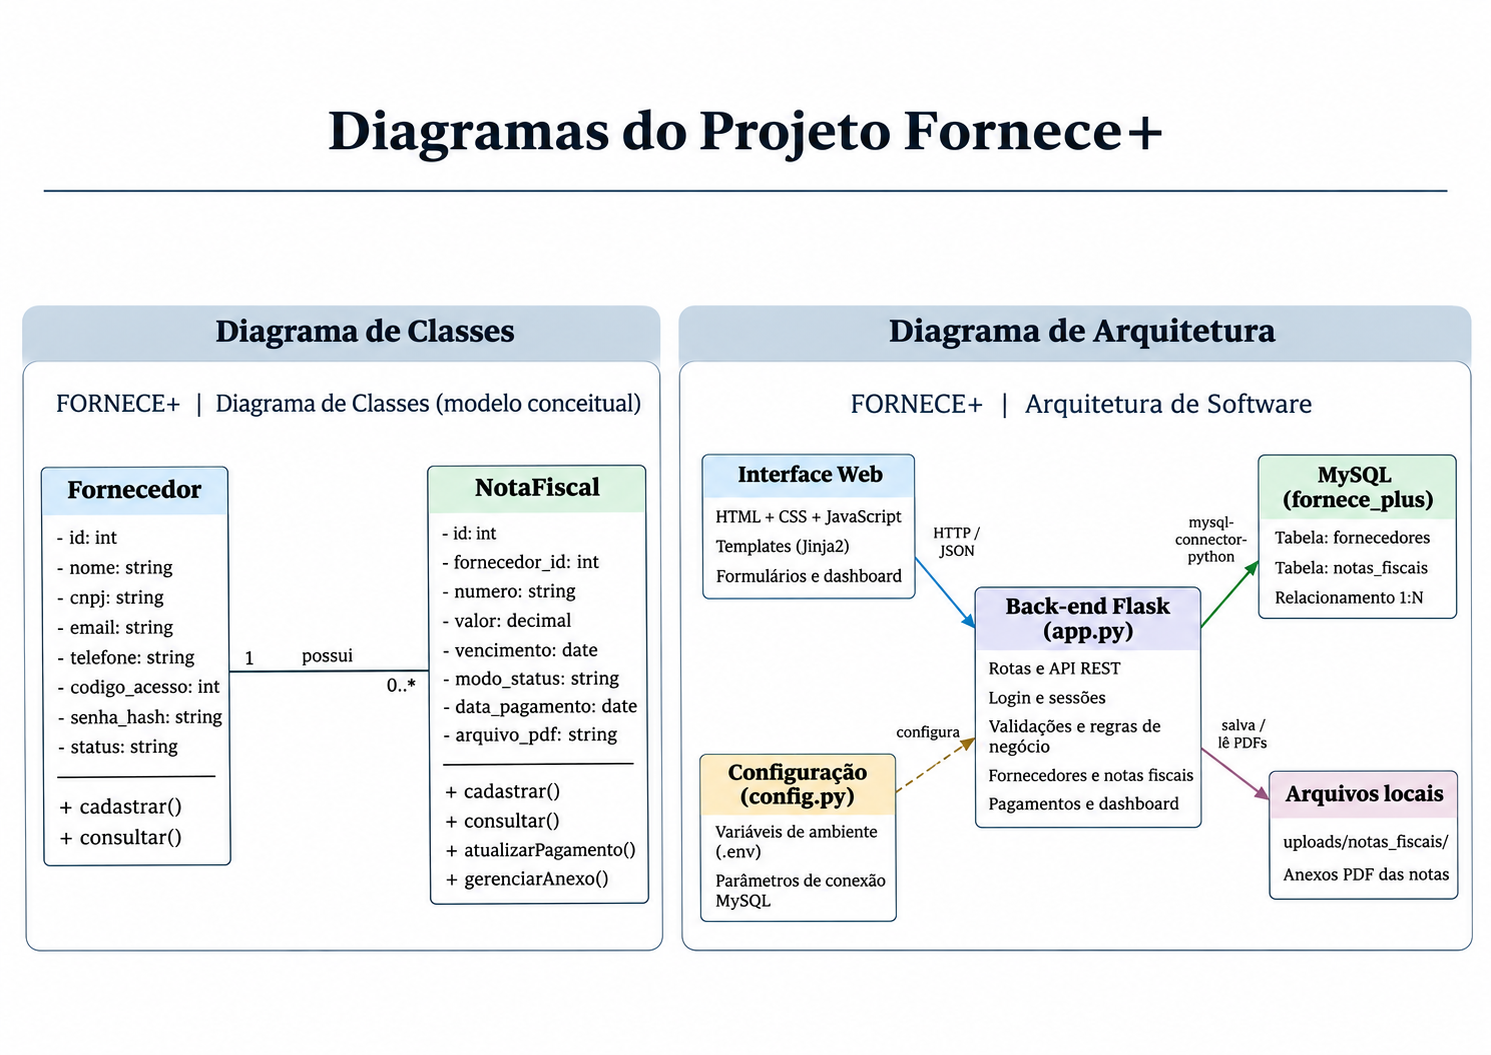 Diagramas do Projeto Fornece+
Diagrama de Classes
FORNECE+ | Diagrama de Classes (modelo conceitual)
Fornecedor
- id: int
- nome: string
- cnpj: string
- email: string
- telefone: string
- codigo_acesso: int
- senha_hash: string
- status: string
+ cadastrar()
+ consultar()
1
possui
0..*
NotaFiscal
- id: int
- fornecedor_id: int
- numero: string
- valor: decimal
- vencimento: date
- modo_status: string
- data_pagamento: date
- arquivo_pdf: string
+ cadastrar()
+ consultar()
+ atualizarPagamento()
+ gerenciarAnexo()
Diagrama de Arquitetura
FORNECE+ | Arquitetura de Software
Interface Web
HTML + CSS + JavaScript
Templates (Jinja2)
Formulários e dashboard
HTTP /
JSON
Back-end Flask
(app.py)
Rotas e API REST
Login e sessões
Validações e regras de
negócio
Fornecedores e notas fiscais
Pagamentos e dashboard
mysql-
connector-
python
MySQL
(fornece_plus)
Tabela: fornecedores
Tabela: notas_fiscais
Relacionamento 1:N
configura
Configuração
(config.py)
Variáveis de ambiente
(.env)
Parâmetros de conexão
MySQL
salva /
lê PDFs
Arquivos locais
uploads/notas_fiscais/
Anexos PDF das notas